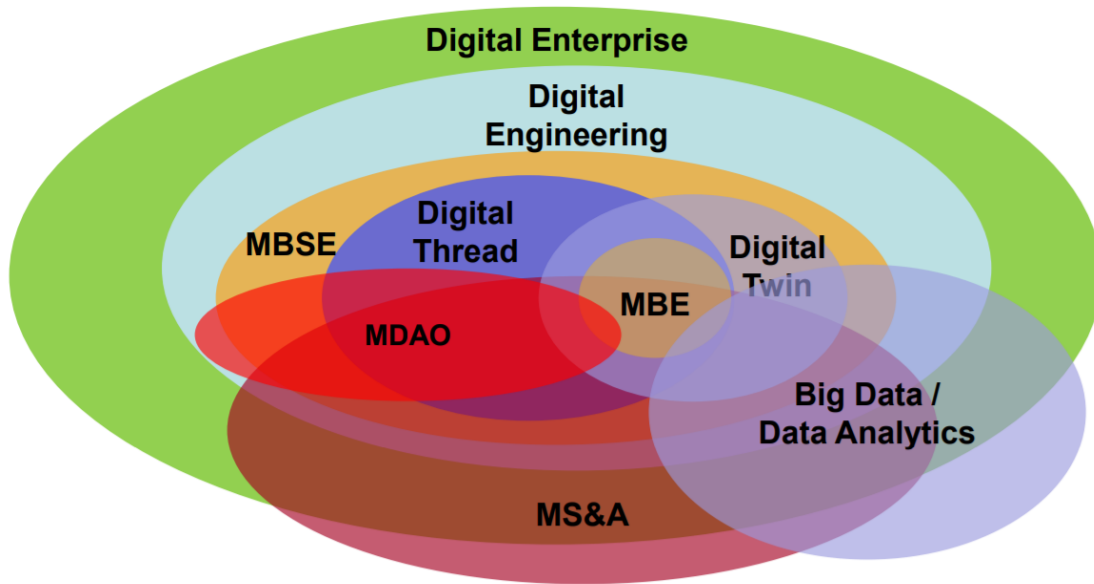 Digital Enterprise
Digital
Engineering
Digital
Thread
MBSE
Digital
Twin
MBE
MDAO
Big Data /
Data Analytics
MS&A